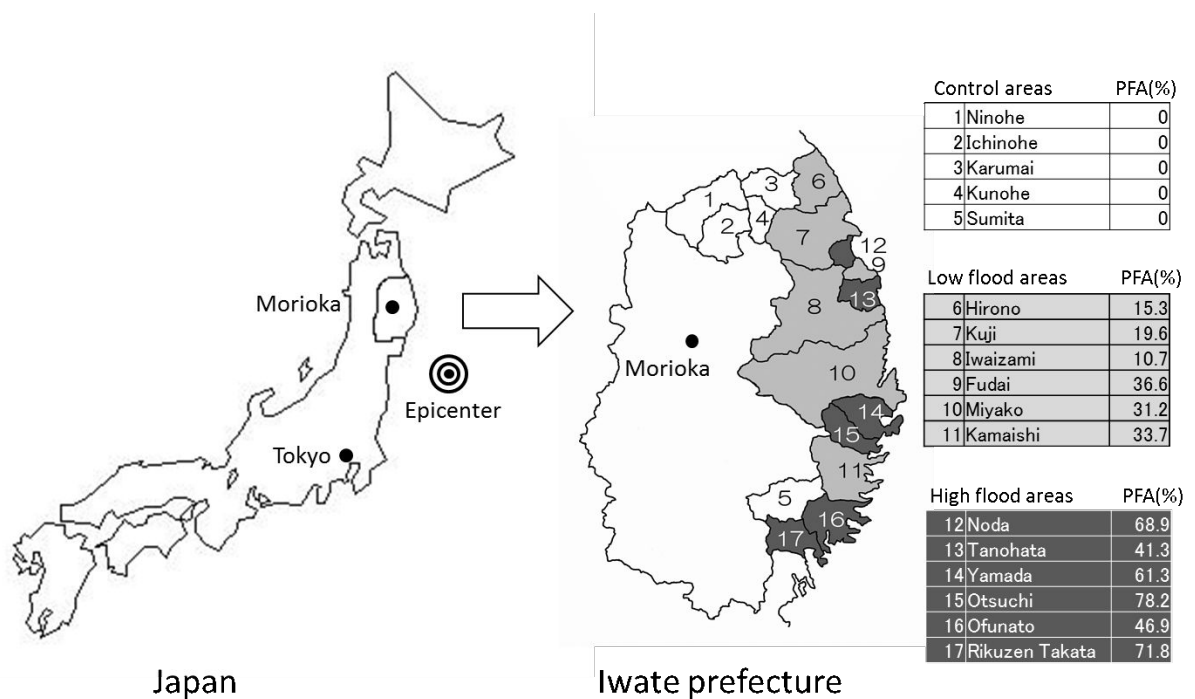 Morioka
Epicenter
Tokyo
Japan
1
2
3
4
5
6
7
8
9
10
11
12
13
14
15
16
17
Morioka
Iwate prefecture
Control areas PFA(%)
1 Ninohe 0
2 Ichinohe 0
3 Karumai 0
4 Kunohe 0
5 Sumita 0
Low flood areas PFA(%)
6 Hirono 15.3
7 Kuji 19.6
8 Iwaizami 10.7
9 Fudai 36.6
10 Miyako 31.2
11 Kamaishi 33.7
High flood areas PFA(%)
12 Noda 68.9
13 Tanohata 41.3
14 Yamada 61.3
15 Otsuchi 78.2
16 Ofunato 46.9
17 Rikuzen Takata 71.8